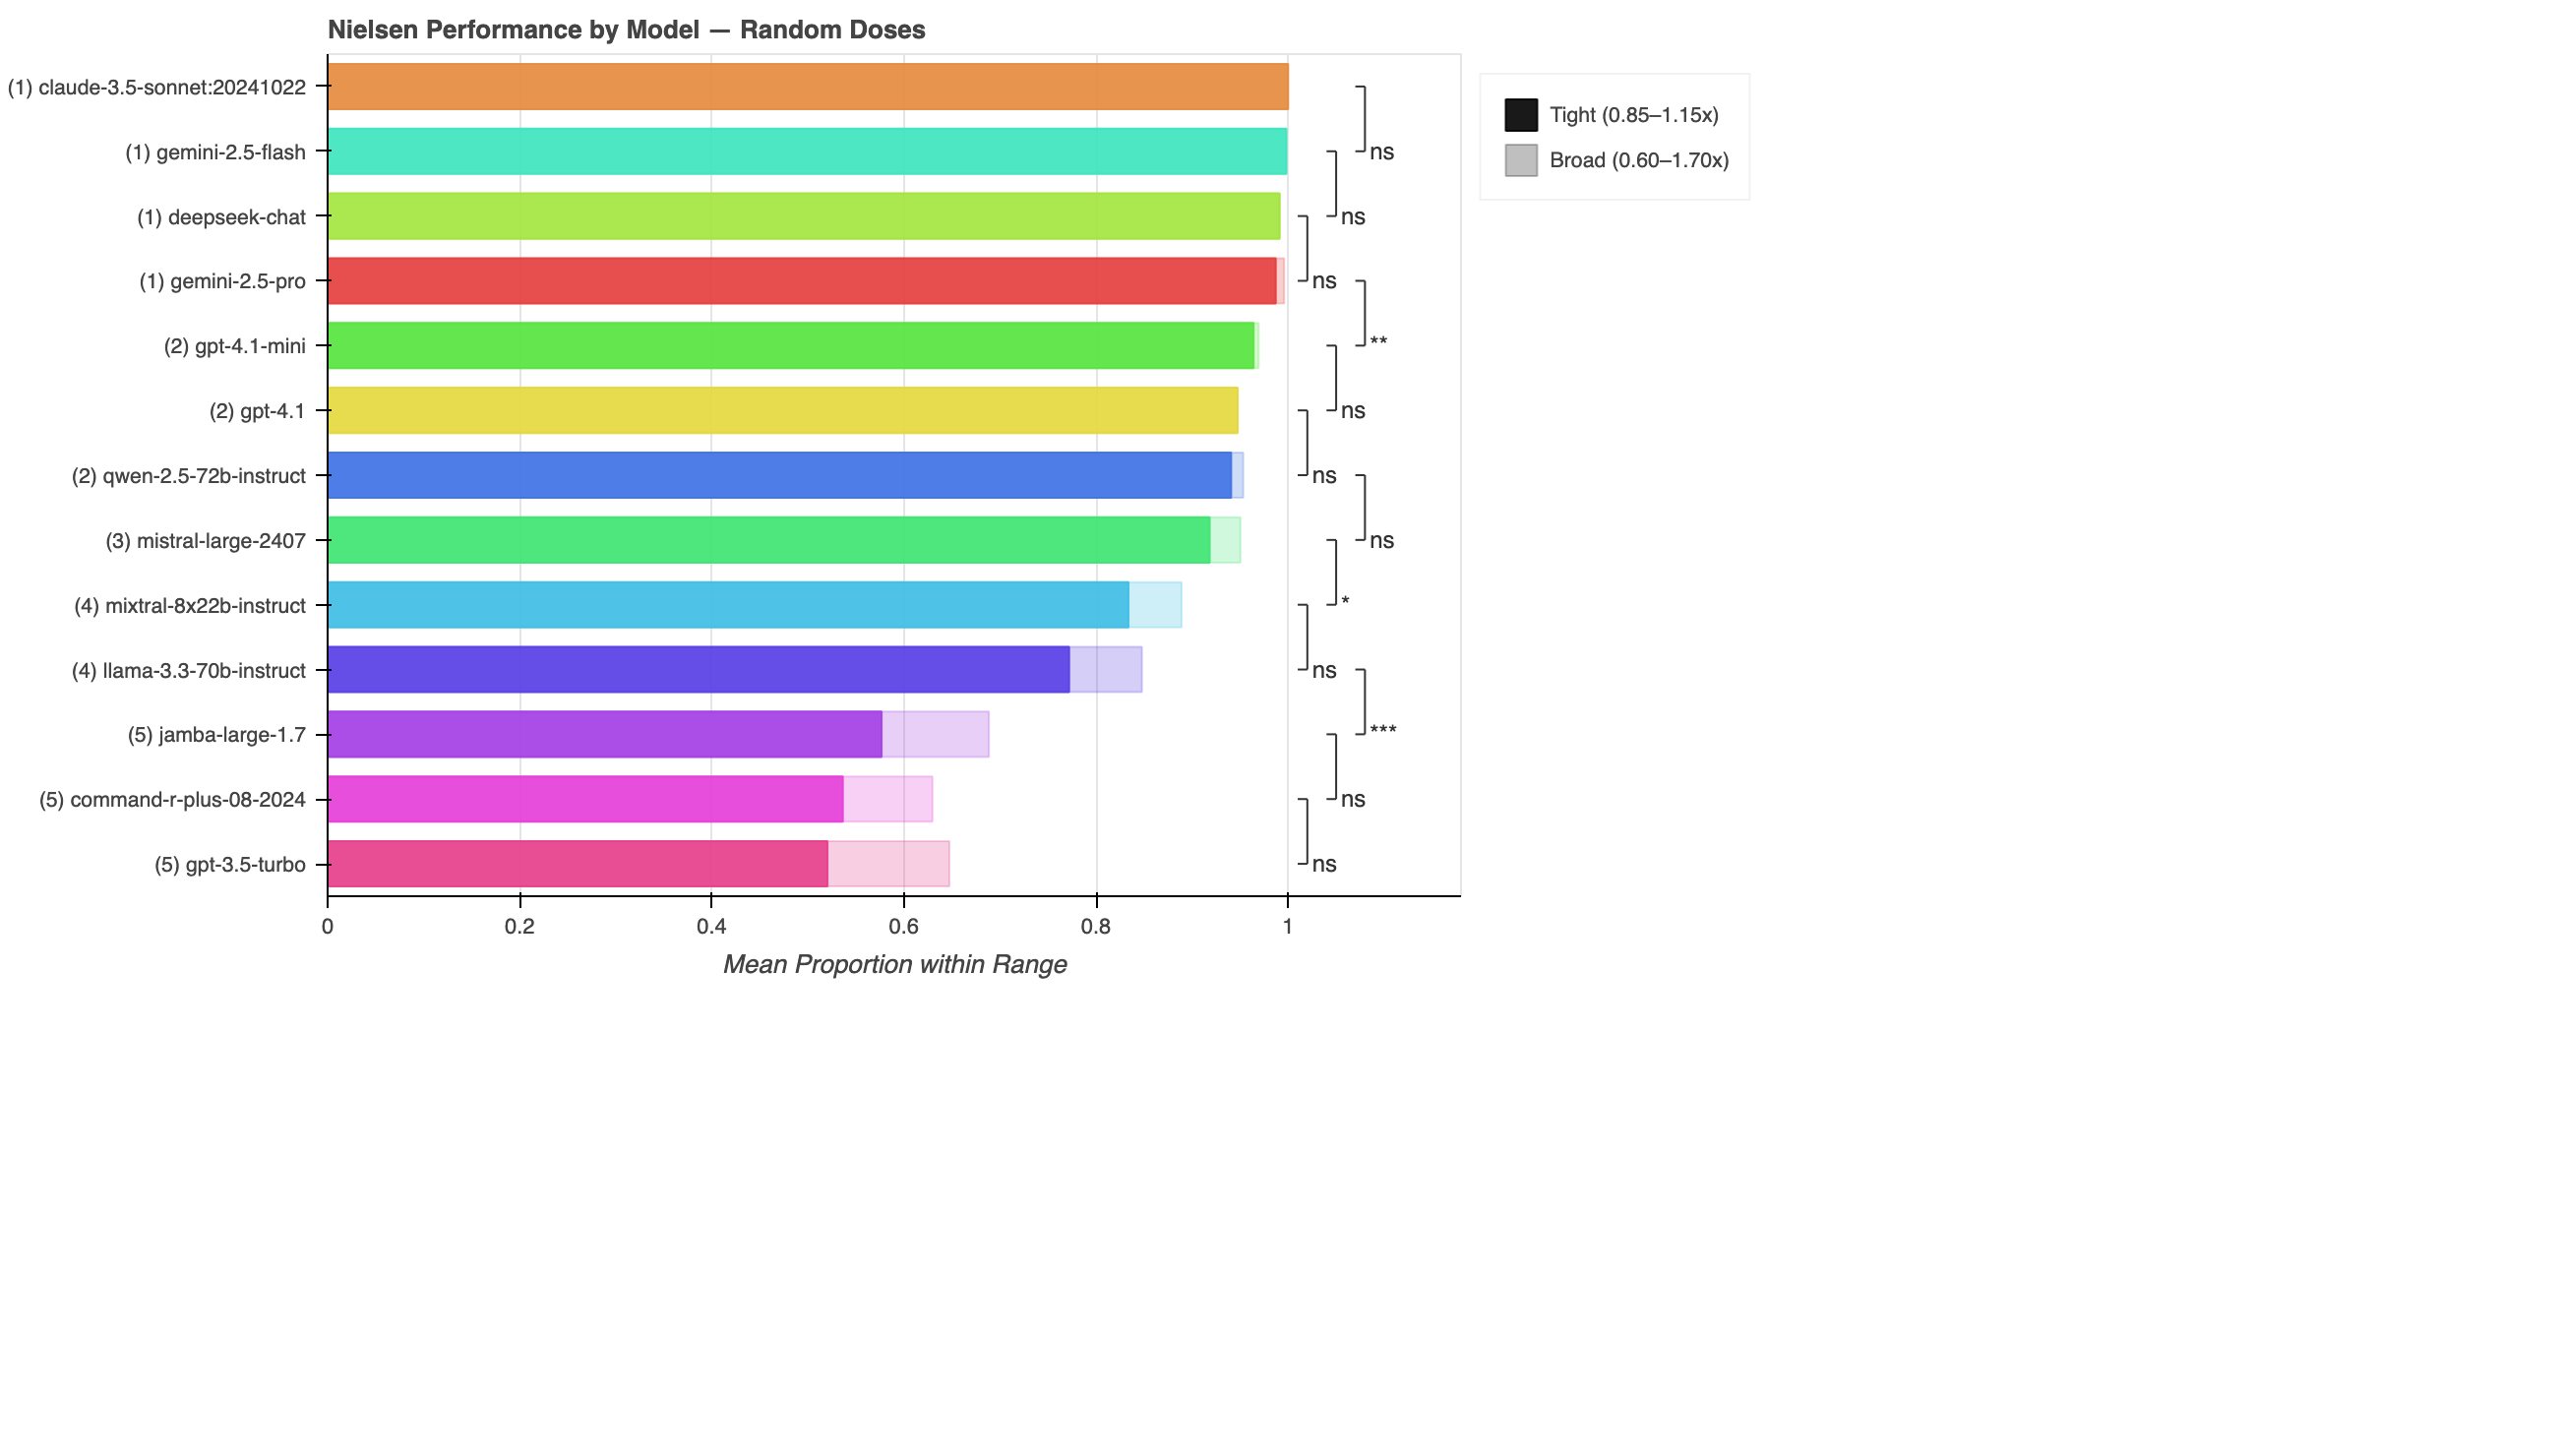 Nielsen Performance by Model — Random Doses
(1) claude-3.5-sonnet:20241022
(1) gemini-2.5-flash
(1) deepseek-chat
(1) gemini-2.5-pro
(2) gpt-4.1-mini
(2) gpt-4.1
(2) qwen-2.5-72b-instruct
(3) mistral-large-2407
(4) mixtral-8x22b-instruct
(4) llama-3.3-70b-instruct
(5) jamba-large-1.7
(5) command-r-plus-08-2024
(5) gpt-3.5-turbo
ns
ns
ns
**
ns
ns
ns
*
ns
***
ns
ns
0 0.2 0.4 0.6 0.8 1
Mean Proportion within Range
Tight (0.85–1.15x)
Broad (0.60–1.70x)